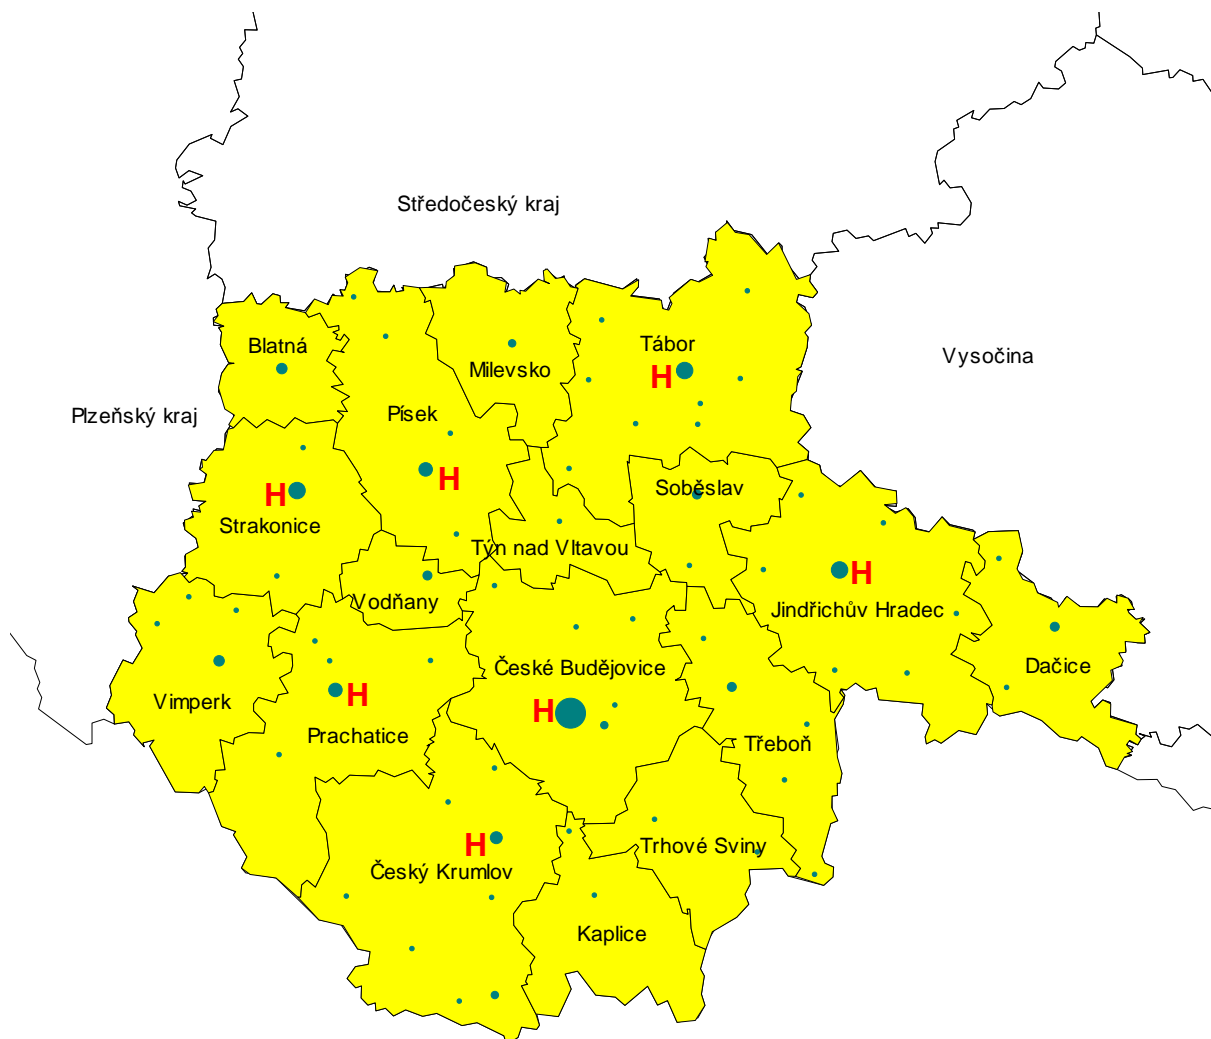 Středočeský kraj
Blatná
Tábor
Vysočina
Milevsko
H
Plzeňský kraj
Písek
H
Soběslav
H
Strakonice
Týn nad Vltavou
H
Vodňany
Jindřichův Hradec
České Budějovice
Dačice
Vimperk
H
H
Prachatice
Třeboň
H
Trhové Sviny
Český Krumlov
Kaplice